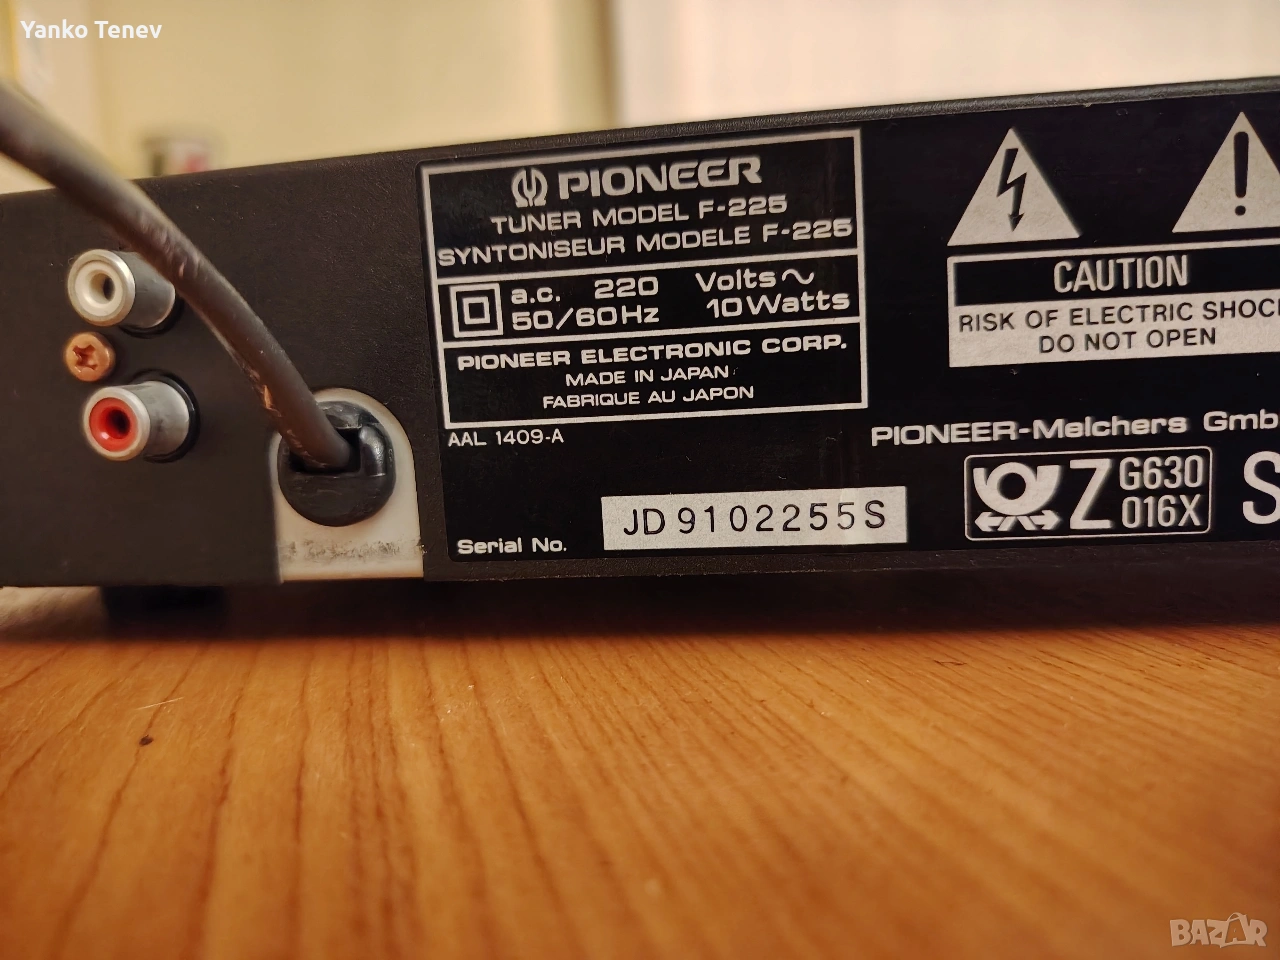 Yanko Tenev
PIONEER
TUNER MODEL F-225
SYNTONISEUR MODELE F-225
a.c. 220 Volts~
50/60Hz 10Watts
PIONEER ELECTRONIC CORP.
MADE IN JAPAN
FABRIQUE AU JAPON
AAL 1409-A
Serial No. JD9102255S
CAUTION
RISK OF ELECTRIC SHOCK
DO NOT OPEN
PIONEER-Melchers Gmb
Z G630
016X
S
BAZAR